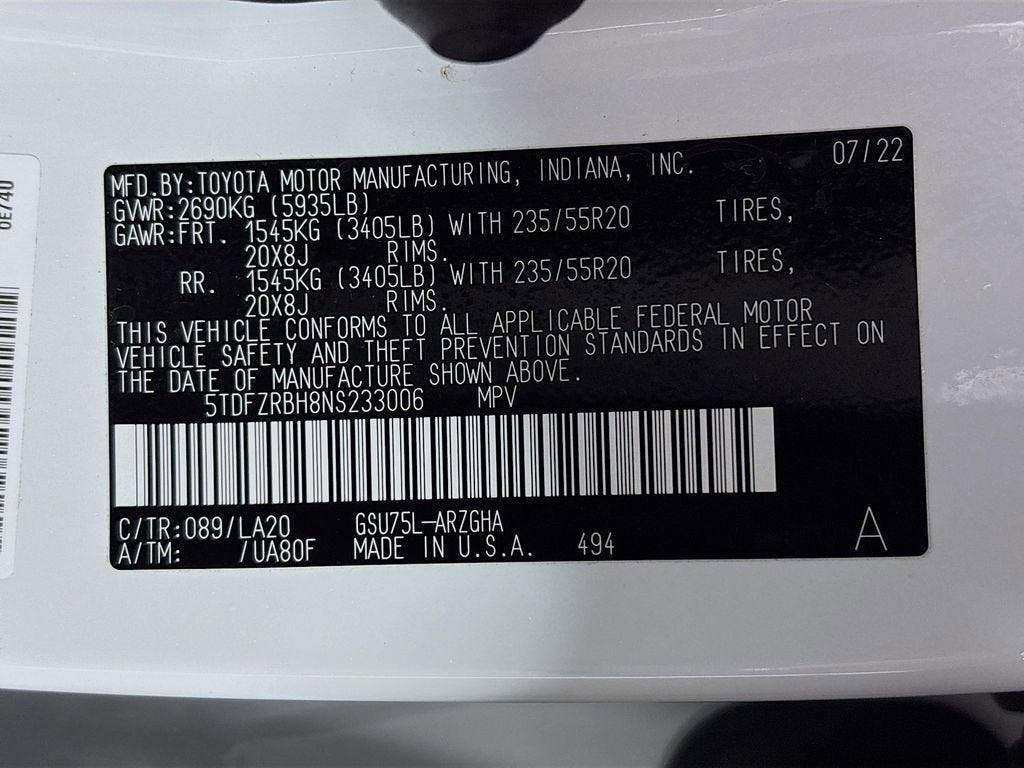 MFD.BY:TOYOTA MOTOR MANUFACTURING, INDIANA, INC. 07/22
GVWR:2690KG (5935LB)
GAWR:FRT. 1545KG (3405LB) WITH 235/55R20 TIRES,
20X8J RIMS.
RR. 1545KG (3405LB) WITH 235/55R20 TIRES,
20X8J RIMS.
THIS VEHICLE CONFORMS TO ALL APPLICABLE FEDERAL MOTOR
VEHICLE SAFETY AND THEFT PREVENTION STANDARDS IN EFFECT ON
THE DATE OF MANUFACTURE SHOWN ABOVE.
5TDFZRBH8NS233006 MPV
C/TR:089/LA20 GSU75L-ARZGHA
A/TM: /UA80F MADE IN U.S.A. 494 A
0E740